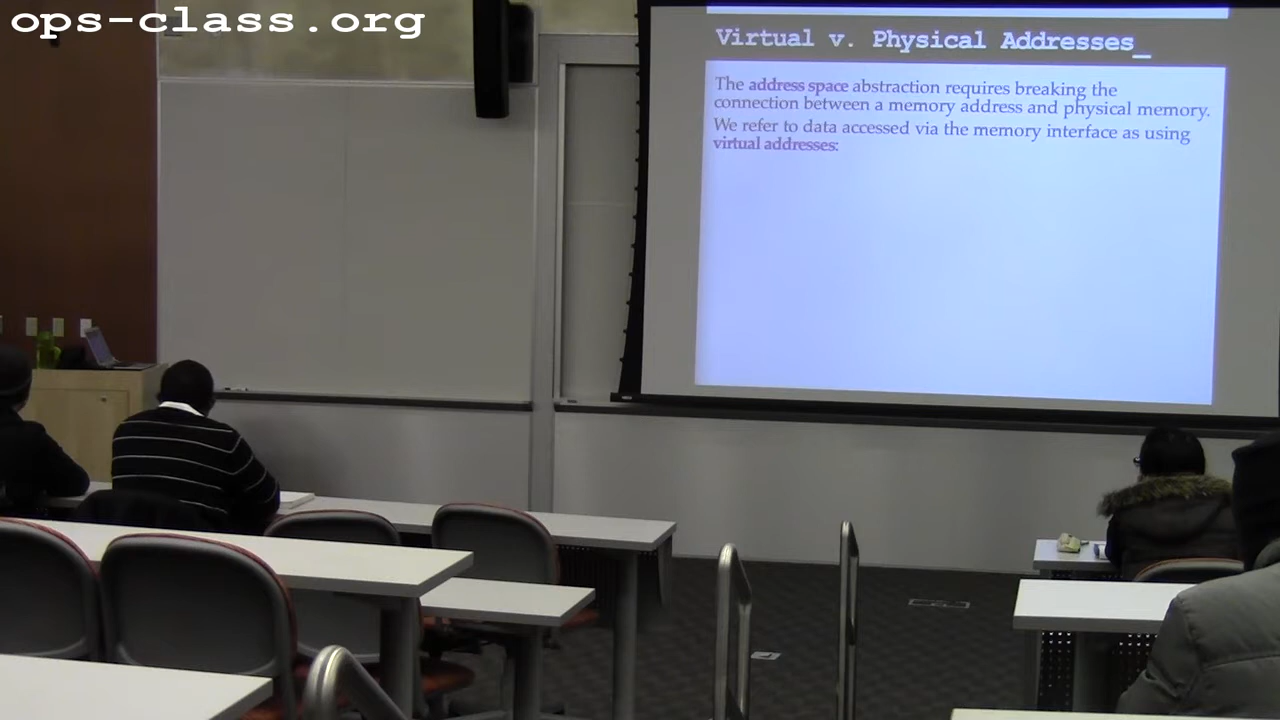 ops-class.org
Virtual v. Physical Addresses_
The address space abstraction requires breaking the
connection between a memory address and physical memory.
We refer to data accessed via the memory interface as using
virtual addresses: